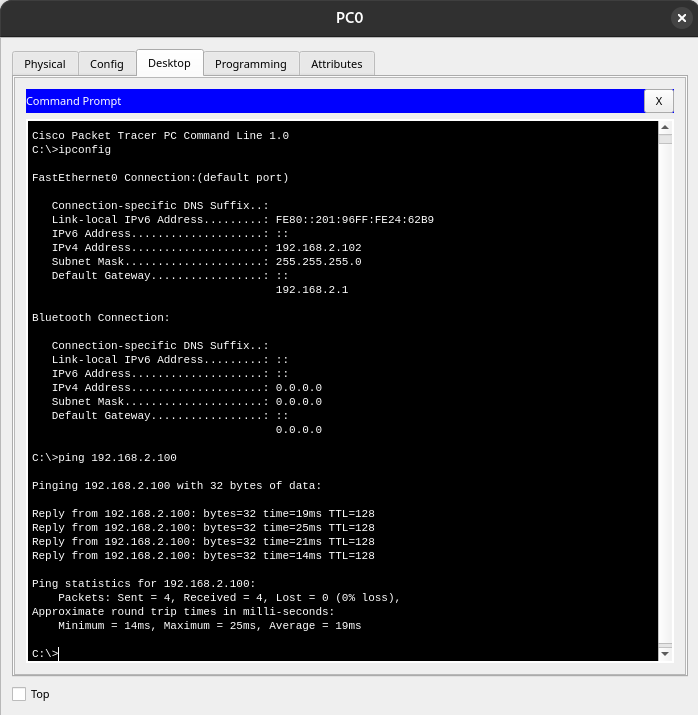 PC0
Physical Config Desktop Programming Attributes
Command Prompt X
Cisco Packet Tracer PC Command Line 1.0
C:\>ipconfig
FastEthernet0 Connection:(default port)
Connection-specific DNS Suffix..:
Link-local IPv6 Address.........: FE80::201:96FF:FE24:62B9
IPv6 Address....................: ::
IPv4 Address....................: 192.168.2.102
Subnet Mask.....................: 255.255.255.0
Default Gateway.................: ::
192.168.2.1
Bluetooth Connection:
Connection-specific DNS Suffix..:
Link-local IPv6 Address.........: ::
IPv6 Address....................: ::
IPv4 Address....................: 0.0.0.0
Subnet Mask.....................: 0.0.0.0
Default Gateway.................: ::
0.0.0.0
C:\>ping 192.168.2.100
Pinging 192.168.2.100 with 32 bytes of data:
Reply from 192.168.2.100: bytes=32 time=19ms TTL=128
Reply from 192.168.2.100: bytes=32 time=25ms TTL=128
Reply from 192.168.2.100: bytes=32 time=21ms TTL=128
Reply from 192.168.2.100: bytes=32 time=14ms TTL=128
Ping statistics for 192.168.2.100:
Packets: Sent = 4, Received = 4, Lost = 0 (0% loss),
Approximate round trip times in milli-seconds:
Minimum = 14ms, Maximum = 25ms, Average = 19ms
C:\>
Top